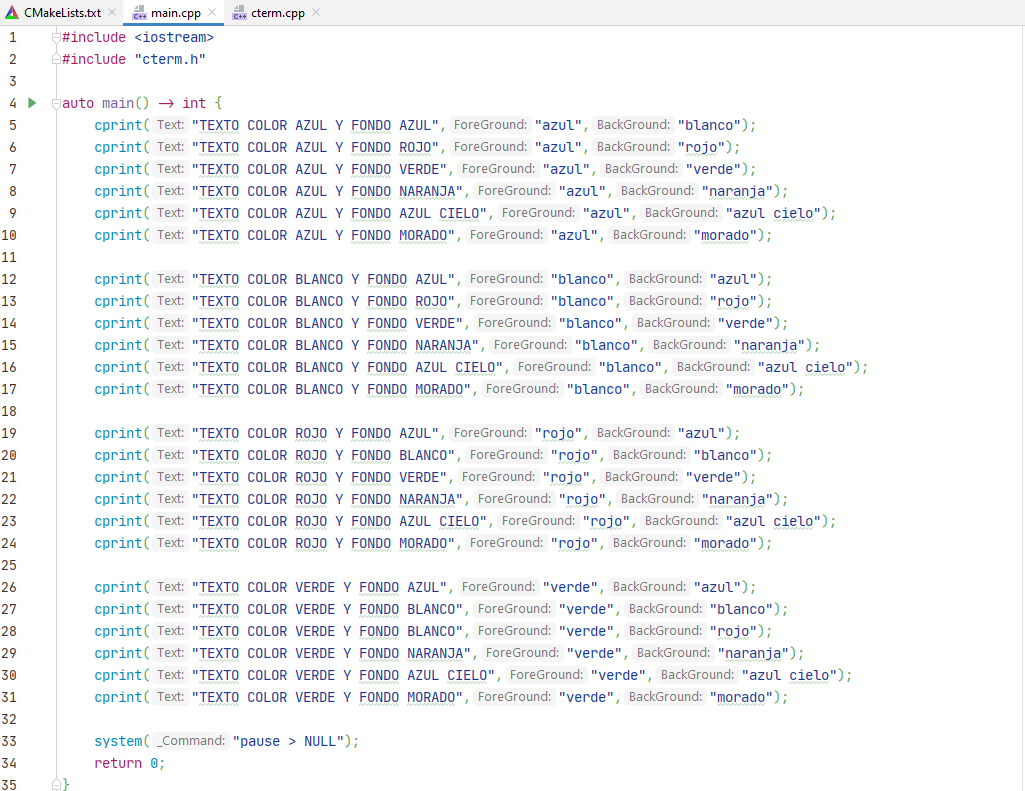 CMakeLists.txt × main.cpp × cterm.cpp ×
1 #include <iostream>
2 #include "cterm.h"
3
4 auto main() -> int {
5 cprint( Text: "TEXTO COLOR AZUL Y FONDO AZUL", ForeGround: "azul", BackGround: "blanco");
6 cprint( Text: "TEXTO COLOR AZUL Y FONDO ROJO", ForeGround: "azul", BackGround: "rojo");
7 cprint( Text: "TEXTO COLOR AZUL Y FONDO VERDE", ForeGround: "azul", BackGround: "verde");
8 cprint( Text: "TEXTO COLOR AZUL Y FONDO NARANJA", ForeGround: "azul", BackGround: "naranja");
9 cprint( Text: "TEXTO COLOR AZUL Y FONDO AZUL CIELO", ForeGround: "azul", BackGround: "azul cielo");
10 cprint( Text: "TEXTO COLOR AZUL Y FONDO MORADO", ForeGround: "azul", BackGround: "morado");
11
12 cprint( Text: "TEXTO COLOR BLANCO Y FONDO AZUL", ForeGround: "blanco", BackGround: "azul");
13 cprint( Text: "TEXTO COLOR BLANCO Y FONDO ROJO", ForeGround: "blanco", BackGround: "rojo");
14 cprint( Text: "TEXTO COLOR BLANCO Y FONDO VERDE", ForeGround: "blanco", BackGround: "verde");
15 cprint( Text: "TEXTO COLOR BLANCO Y FONDO NARANJA", ForeGround: "blanco", BackGround: "naranja");
16 cprint( Text: "TEXTO COLOR BLANCO Y FONDO AZUL CIELO", ForeGround: "blanco", BackGround: "azul cielo");
17 cprint( Text: "TEXTO COLOR BLANCO Y FONDO MORADO", ForeGround: "blanco", BackGround: "morado");
18
19 cprint( Text: "TEXTO COLOR ROJO Y FONDO AZUL", ForeGround: "rojo", BackGround: "azul");
20 cprint( Text: "TEXTO COLOR ROJO Y FONDO BLANCO", ForeGround: "rojo", BackGround: "blanco");
21 cprint( Text: "TEXTO COLOR ROJO Y FONDO VERDE", ForeGround: "rojo", BackGround: "verde");
22 cprint( Text: "TEXTO COLOR ROJO Y FONDO NARANJA", ForeGround: "rojo", BackGround: "naranja");
23 cprint( Text: "TEXTO COLOR ROJO Y FONDO AZUL CIELO", ForeGround: "rojo", BackGround: "azul cielo");
24 cprint( Text: "TEXTO COLOR ROJO Y FONDO MORADO", ForeGround: "rojo", BackGround: "morado");
25
26 cprint( Text: "TEXTO COLOR VERDE Y FONDO AZUL", ForeGround: "verde", BackGround: "azul");
27 cprint( Text: "TEXTO COLOR VERDE Y FONDO BLANCO", ForeGround: "verde", BackGround: "blanco");
28 cprint( Text: "TEXTO COLOR VERDE Y FONDO BLANCO", ForeGround: "verde", BackGround: "rojo");
29 cprint( Text: "TEXTO COLOR VERDE Y FONDO NARANJA", ForeGround: "verde", BackGround: "naranja");
30 cprint( Text: "TEXTO COLOR VERDE Y FONDO AZUL CIELO", ForeGround: "verde", BackGround: "azul cielo");
31 cprint( Text: "TEXTO COLOR VERDE Y FONDO MORADO", ForeGround: "verde", BackGround: "morado");
32
33 system( _Command: "pause > NULL");
34 return 0;
35 }